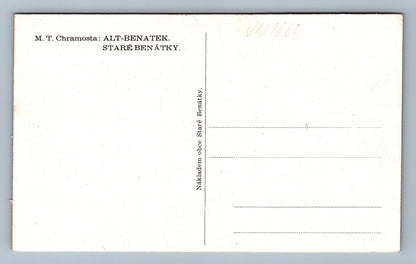 M. T. Chramosta: ALT-BENATEK.
STARÉ BENÁTKY.
Nákladem obce Staré Benátky.